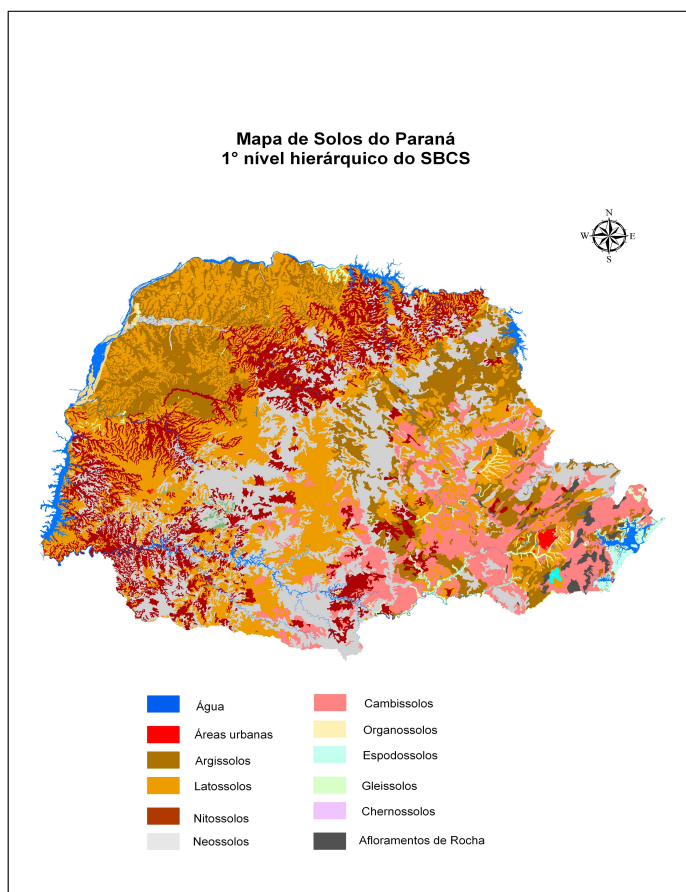 Mapa de Solos do Paraná
1° nível hierárquico do SBCS
N
W
E
S
Água
Áreas urbanas
Argissolos
Latossolos
Nitossolos
Neossolos
Cambissolos
Organossolos
Espodossolos
Gleissolos
Chernossolos
Afloramentos de Rocha